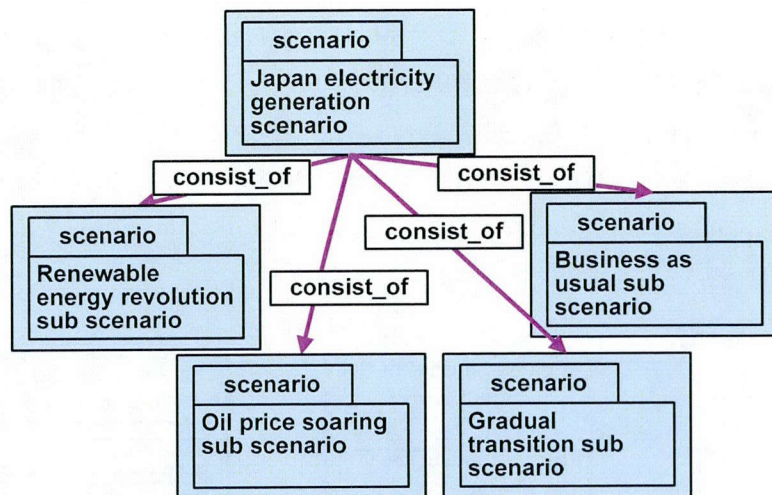 scenario
Japan electricity
generation
scenario
consist_of
consist_of
consist_of
consist_of
scenario
Renewable
energy revolution
sub scenario
scenario
Business as
usual sub
scenario
scenario
Oil price soaring
sub scenario
scenario
Gradual
transition sub
scenario